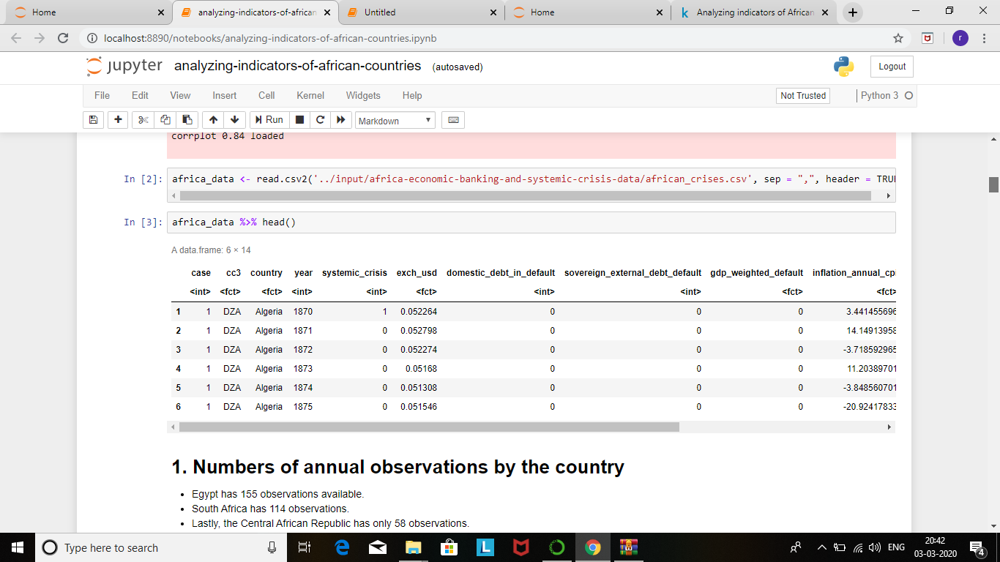 Home
analyzing-indicators-of-african
Untitled
Home
Analyzing indicators of African
localhost:8890/notebooks/analyzing-indicators-of-african-countries.ipynb
r
jupyter analyzing-indicators-of-african-countries (autosaved)
Logout
File Edit View Insert Cell Kernel Widgets Help
Not Trusted
Python 3
Run
Markdown
corrplot 0.84 loaded
In [2]: africa_data <- read.csv2('../input/africa-economic-banking-and-systemic-crisis-data/african_crises.csv', sep = ",", header = TRU
In [3]: africa_data %>% head()
A data.frame: 6 × 14
case cc3 country year systemic_crisis exch_usd domestic_debt_in_default sovereign_external_debt_default gdp_weighted_default inflation_annual_cpi
<int> <fct> <fct> <int> <int> <fct> <int> <int> <fct> <fct>
1 1 DZA Algeria 1870 1 0.052264 0 0 0 3.441455696
2 1 DZA Algeria 1871 0 0.052798 0 0 0 14.14913958
3 1 DZA Algeria 1872 0 0.052274 0 0 0 -3.718592965
4 1 DZA Algeria 1873 0 0.05168 0 0 0 11.20389701
5 1 DZA Algeria 1874 0 0.051308 0 0 0 -3.848560701
6 1 DZA Algeria 1875 0 0.051546 0 0 0 -20.92417833
1. Numbers of annual observations by the country
• Egypt has 155 observations available.
• South Africa has 114 observations.
• Lastly, the Central African Republic has only 58 observations.
Type here to search
ENG
20:42
03-03-2020
4